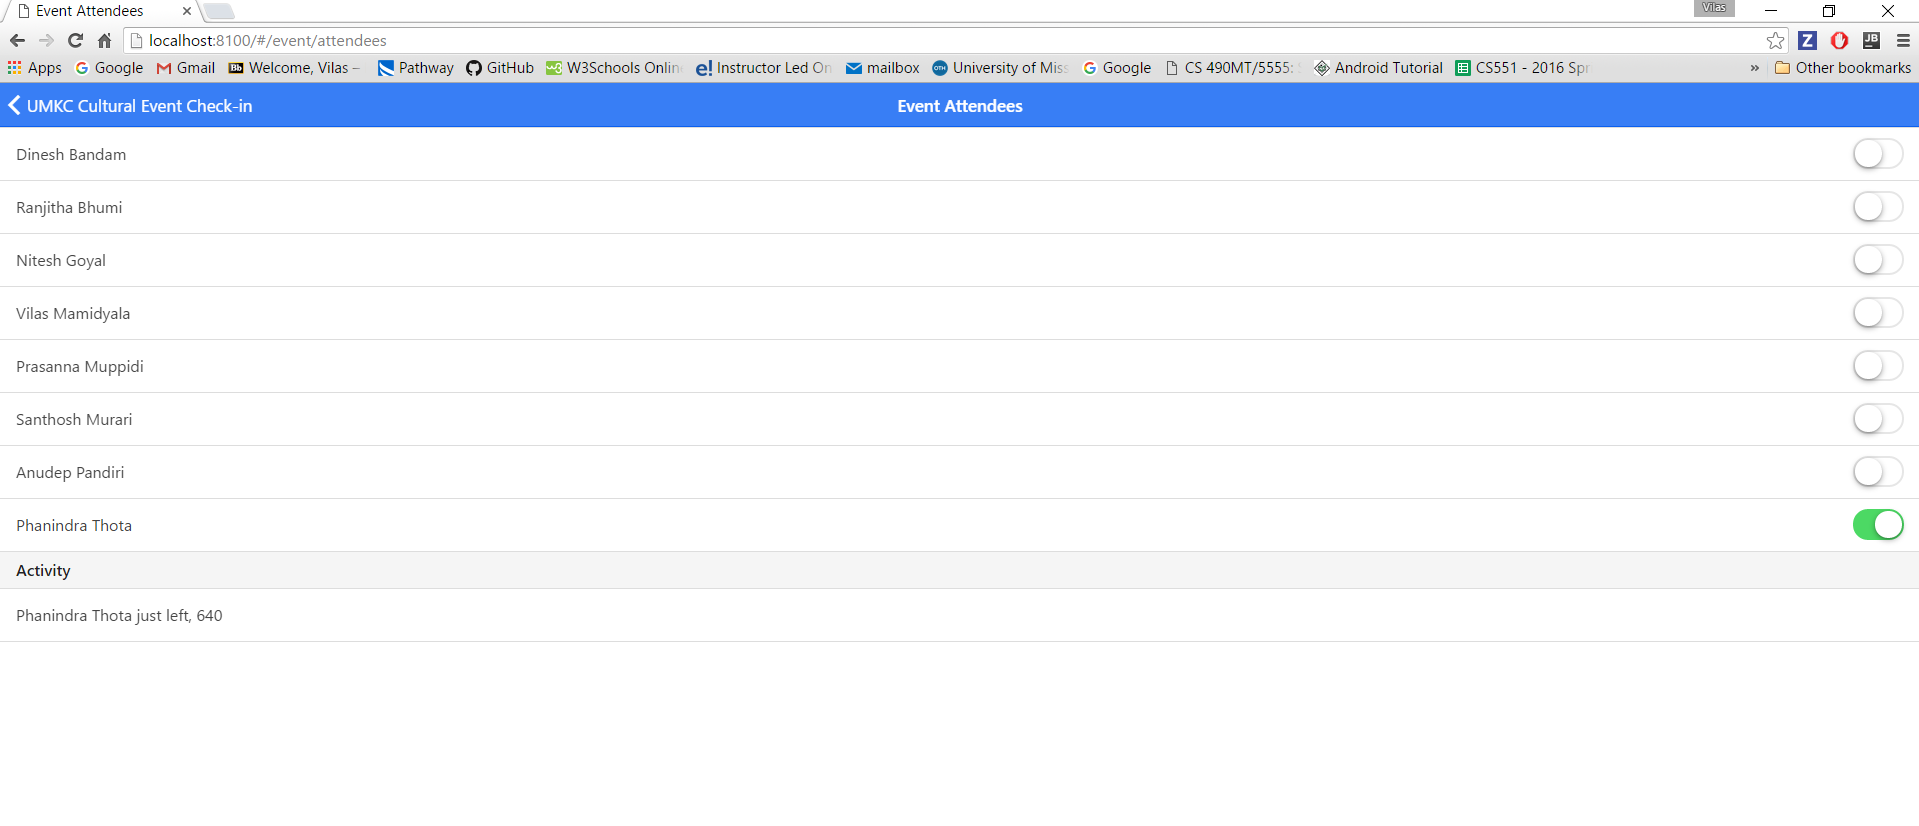 Event Attendees
Vilas
localhost:8100/#/event/attendees
Z
JB
Apps Google Gmail Bb Welcome, Vilas – Pathway GitHub W3Schools Onlin e! Instructor Led On mailbox OTH University of Miss Google CS 490MT/5555: Android Tutorial CS551 - 2016 Spr » Other bookmarks
UMKC Cultural Event Check-in Event Attendees
Dinesh Bandam
Ranjitha Bhumi
Nitesh Goyal
Vilas Mamidyala
Prasanna Muppidi
Santhosh Murari
Anudep Pandiri
Phanindra Thota
Activity
Phanindra Thota just left, 640